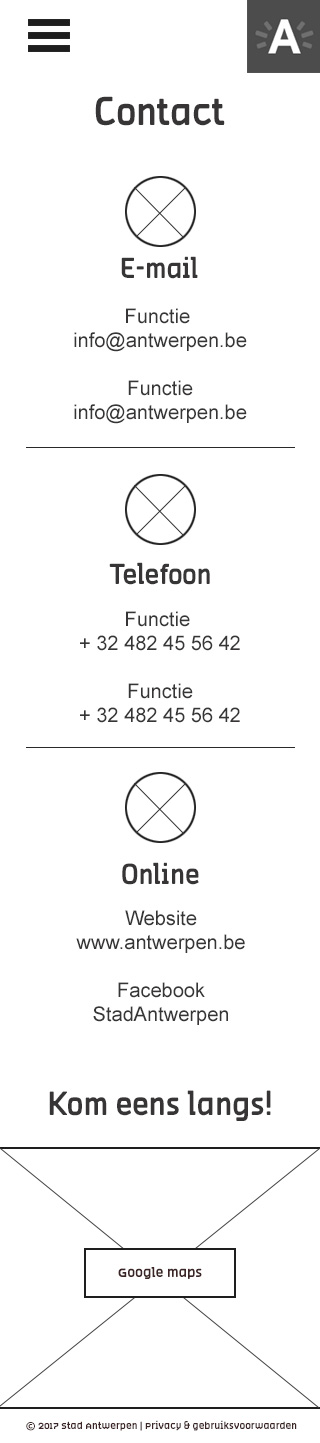 A
Contact
E-mail
Functie
info@antwerpen.be
Functie
info@antwerpen.be
Telefoon
Functie
+ 32 482 45 56 42
Functie
+ 32 482 45 56 42
Online
Website
www.antwerpen.be
Facebook
StadAntwerpen
Kom eens langs!
Google maps
© 2017 Stad Antwerpen | Privacy & gebruiksvoorwaarden